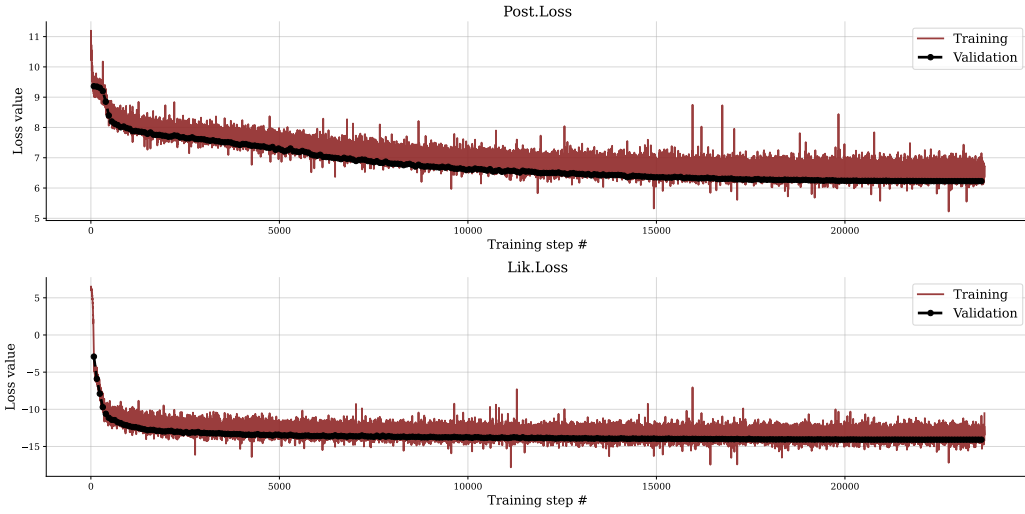 Post.Loss
11
10
9
8
7
6
5
Loss value
Training
Validation
0
5000
10000
15000
20000
Training step #
Lik.Loss
5
0
−5
−10
−15
Loss value
Training
Validation
0
5000
10000
15000
20000
Training step #